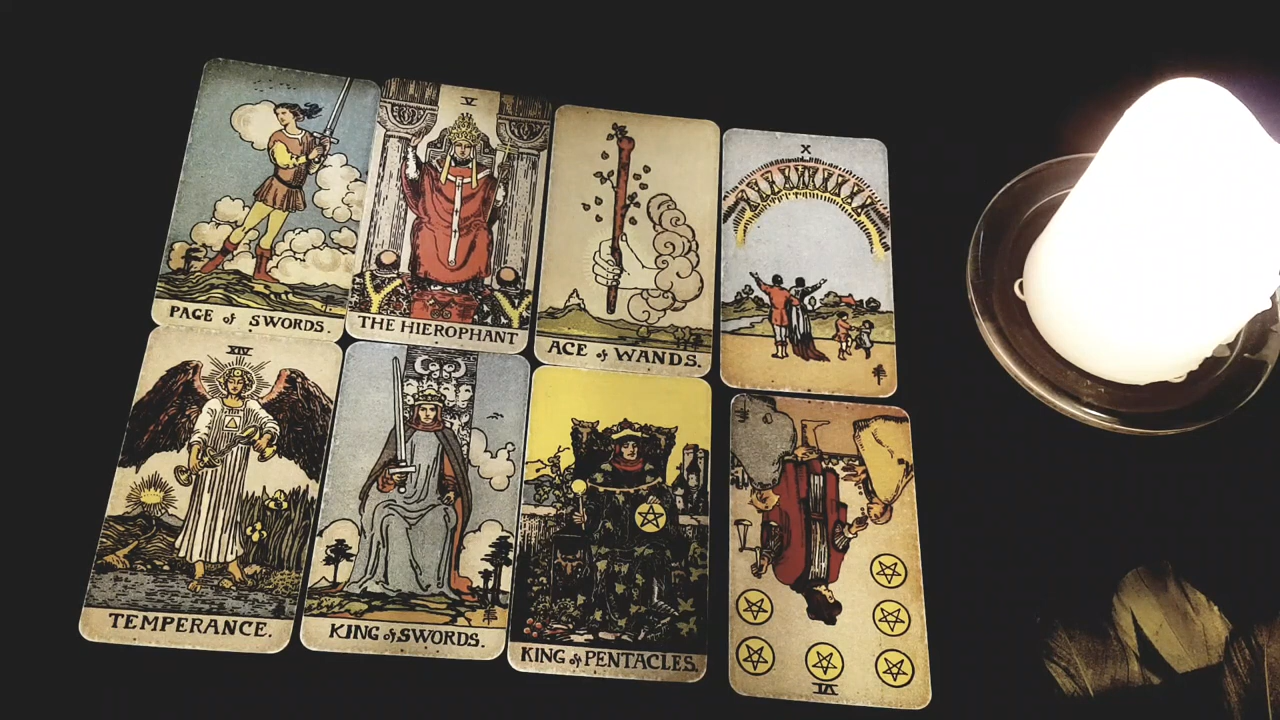 PAGE of SWORDS.
V
THE HIEROPHANT
ACE of WANDS.
X
XIV
TEMPERANCE.
KING of SWORDS.
KING of PENTACLES.
VI